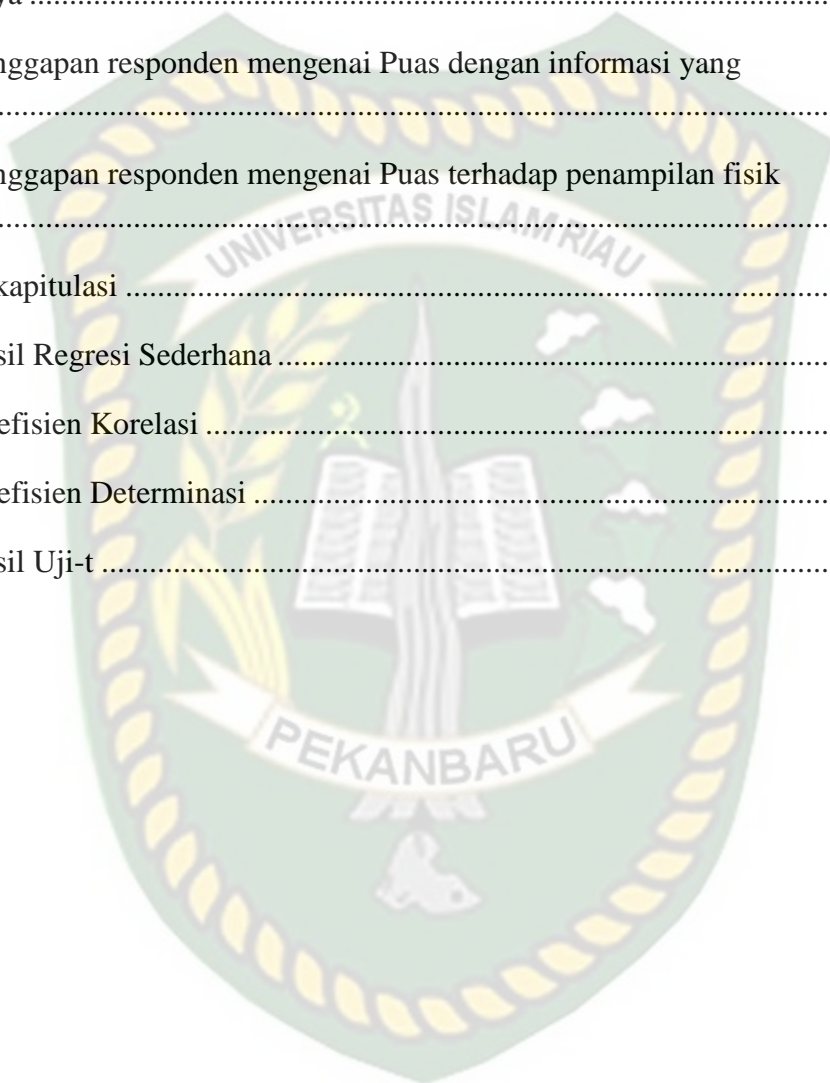 ya ....................................................................................................
nggapan responden mengenai Puas dengan informasi yang
....................................................................................................
nggapan responden mengenai Puas terhadap penampilan fisik
....................................................................................................
UNIVERSITAS ISLAM RIAU
kapitulasi ........................................................................................
sil Regresi Sederhana .....................................................................
efisien Korelasi ..............................................................................
efisien Determinasi ...........................................................................
sil Uji-t ...........................................................................................
PEKANBARU